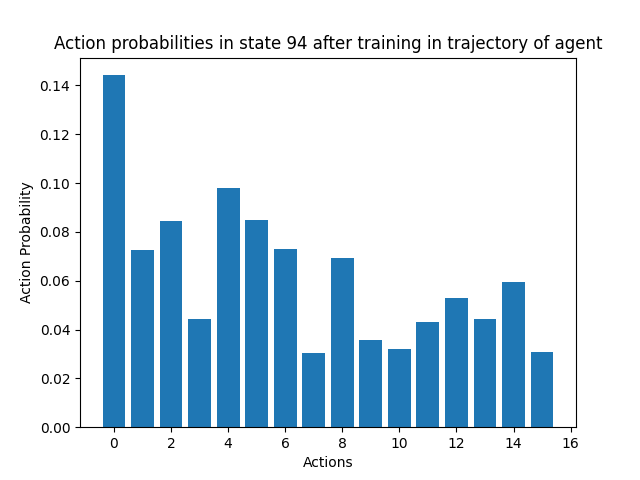 Action probabilities in state 94 after training in trajectory of agent
0.14
0.12
0.10
0.08
0.06
0.04
0.02
0.00
Action Probability
0 2 4 6 8 10 12 14 16
Actions